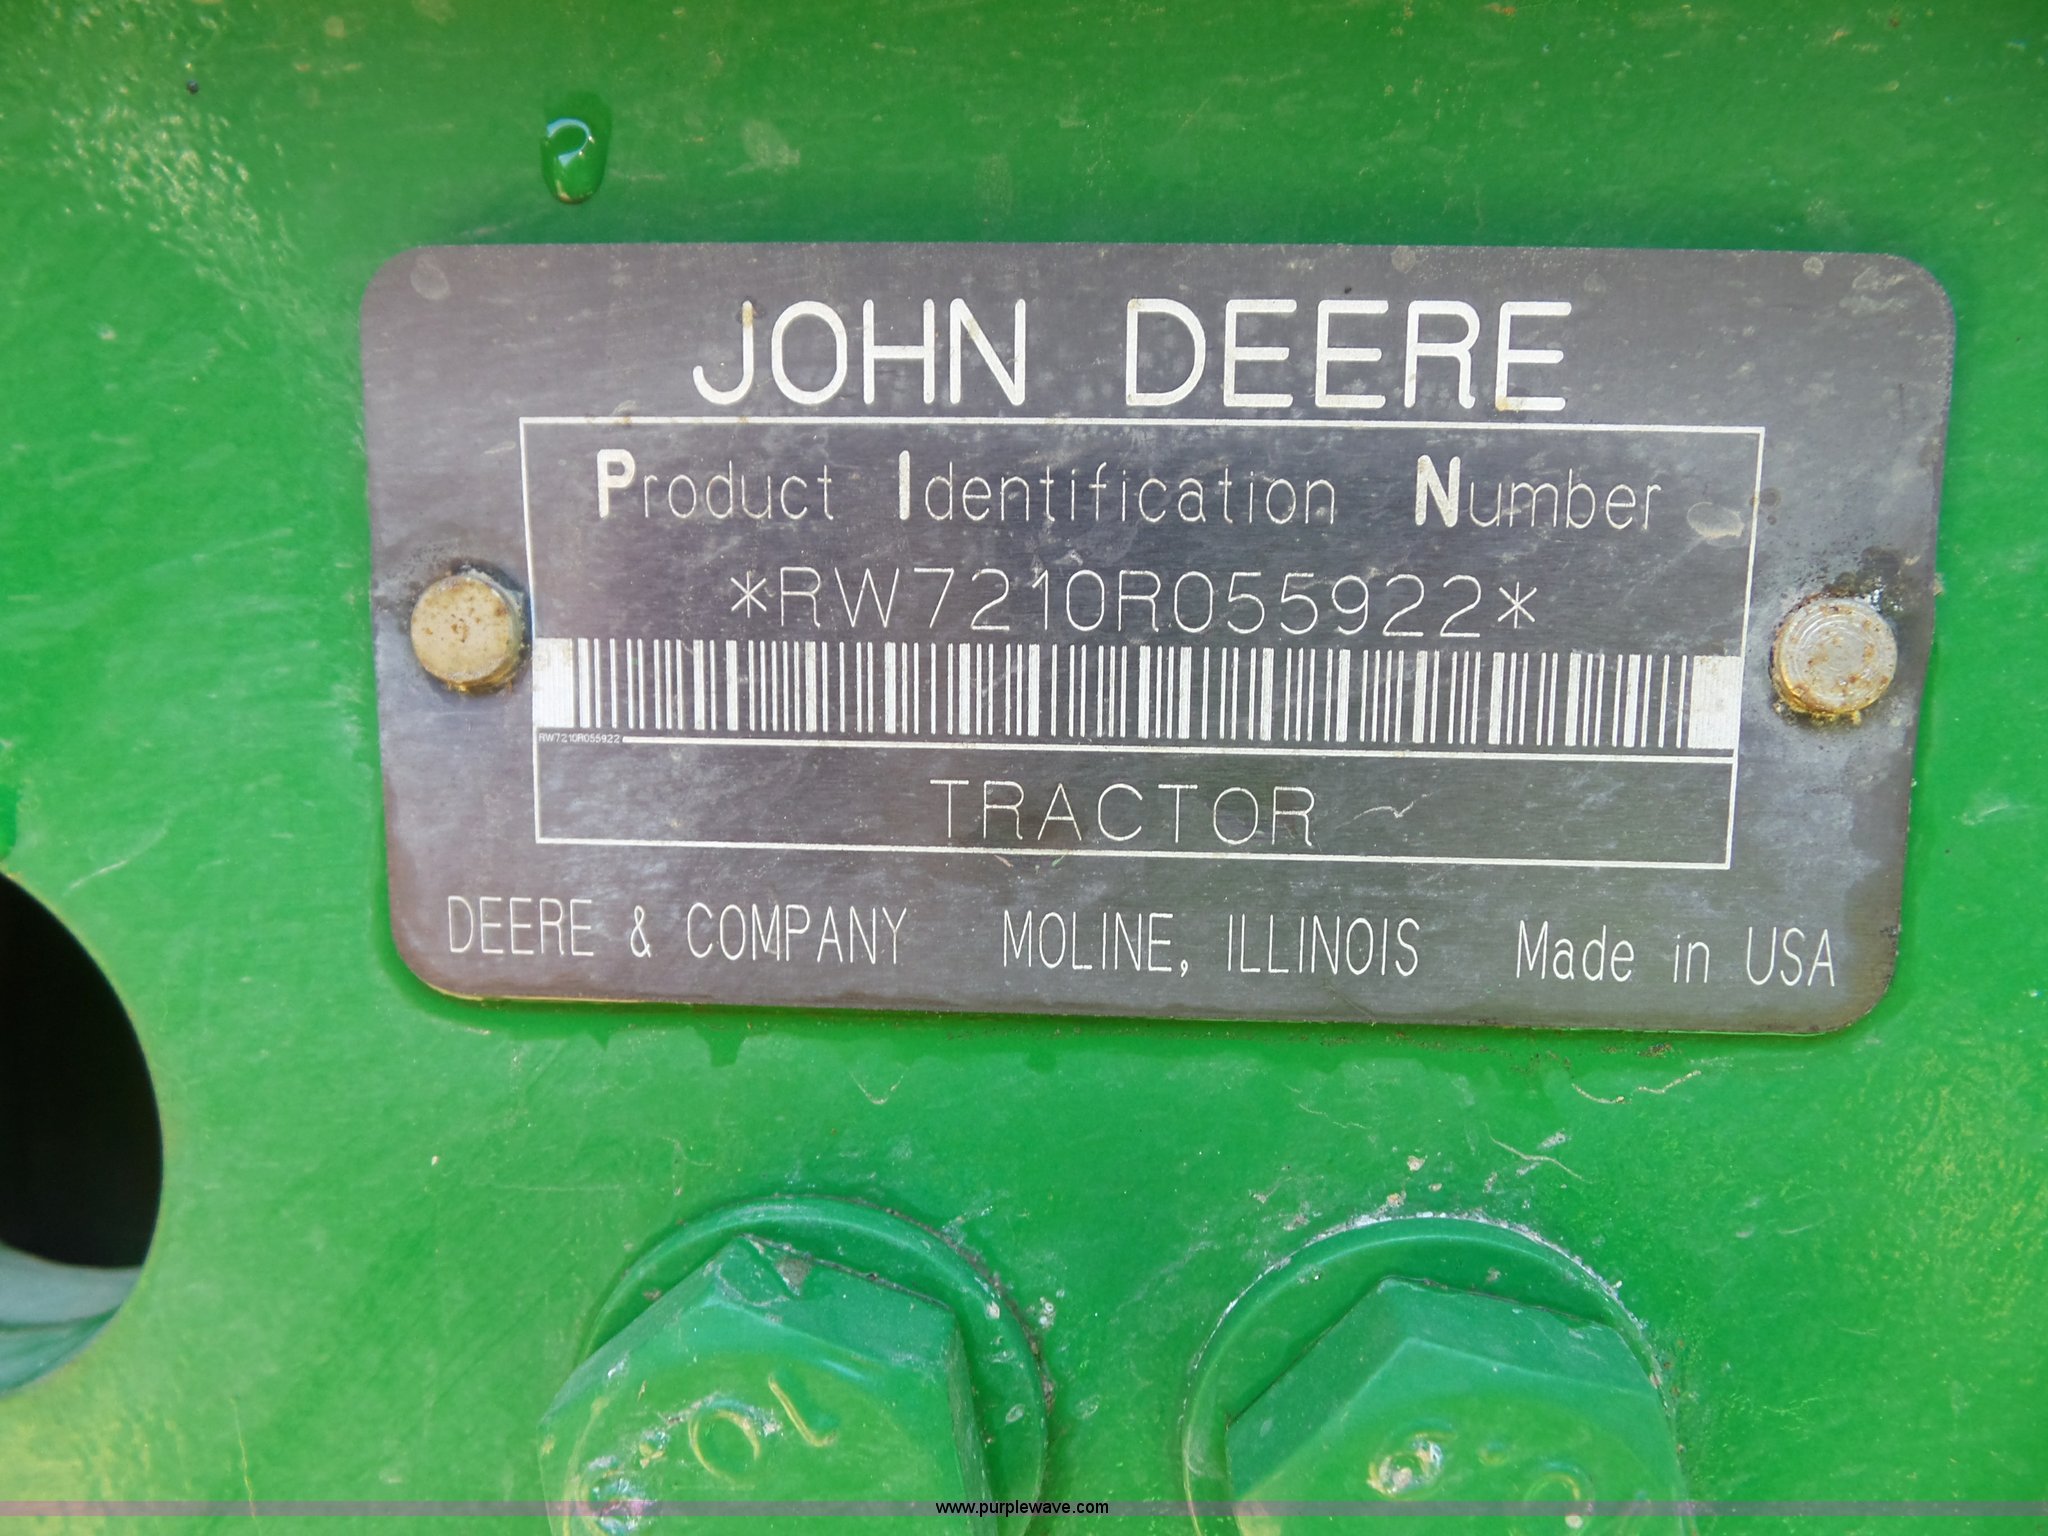 JOHN DEERE
Product Identification Number
*RW7210R055922*
RW7210R055922
TRACTOR
DEERE & COMPANY MOLINE, ILLINOIS Made in USA
www.purplewave.com